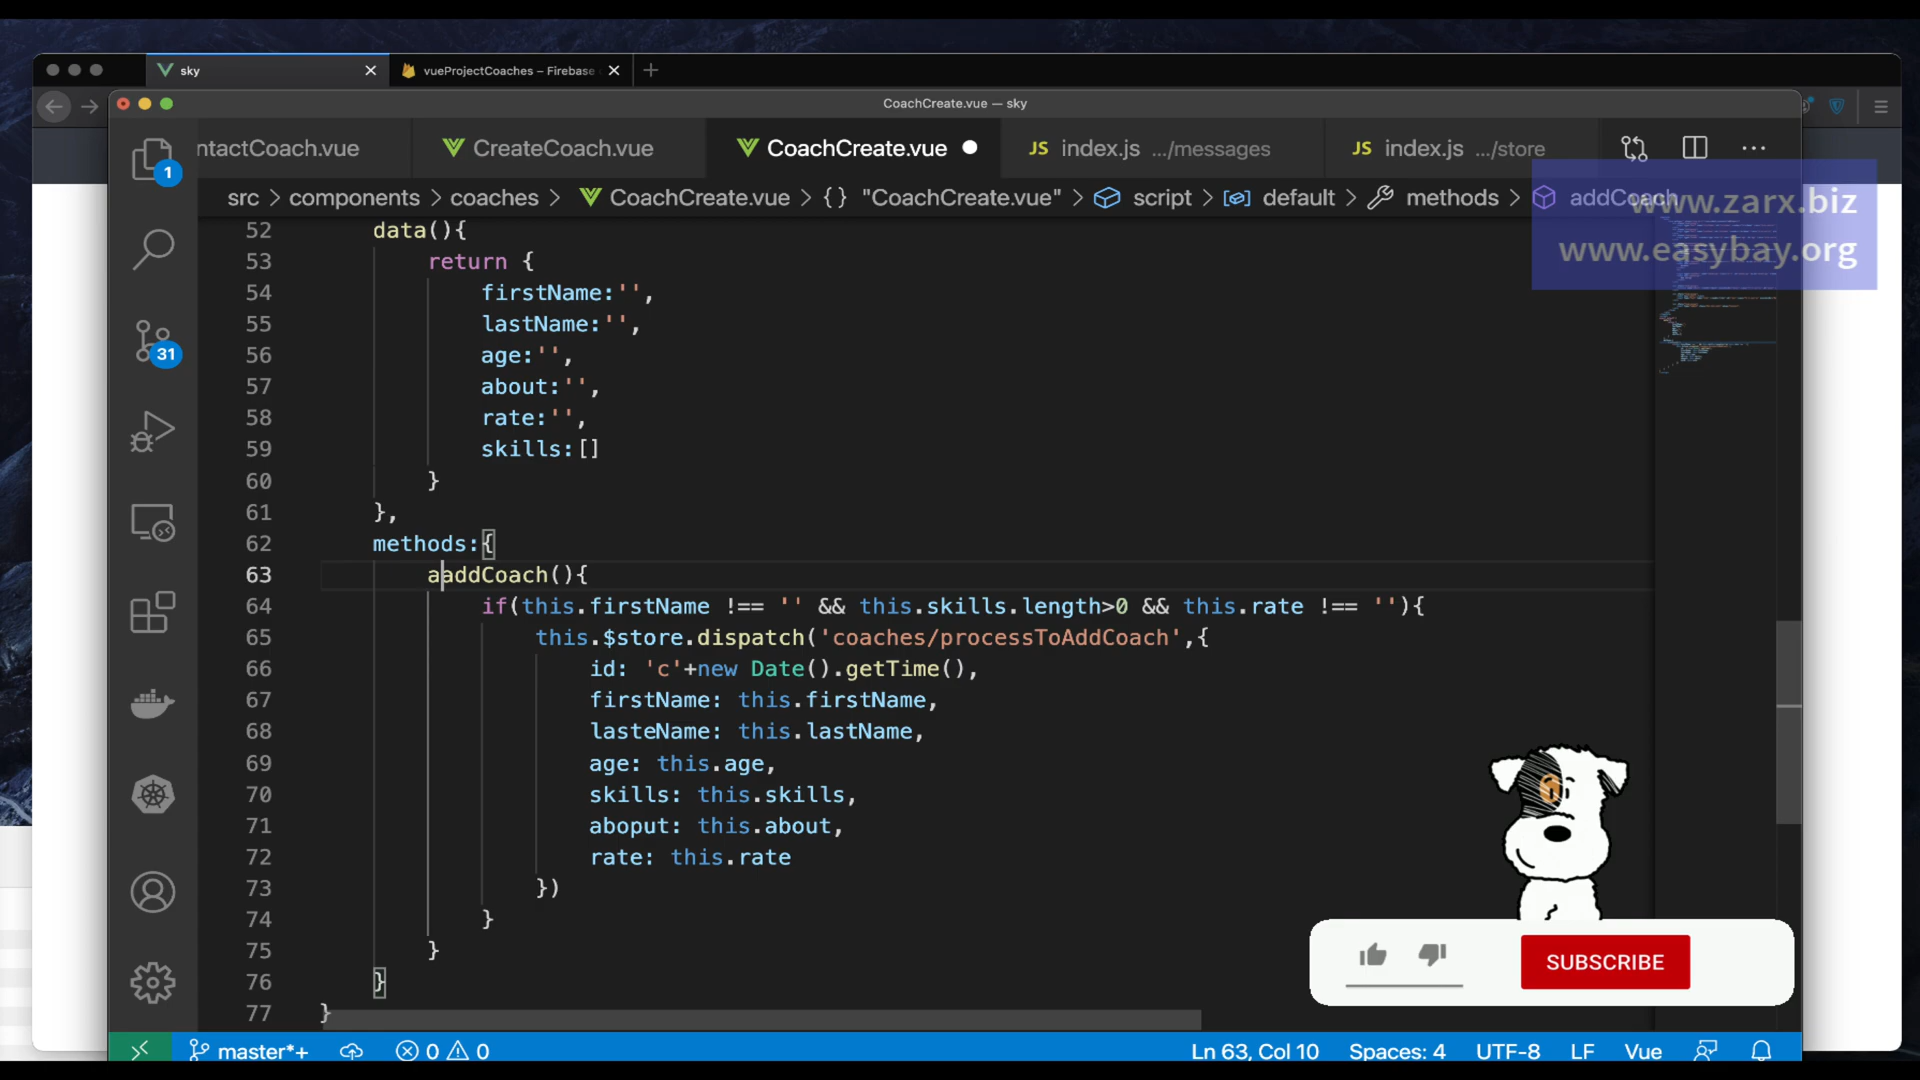 sky
vueProjectCoaches – Firebase
CoachCreate.vue — sky
ntactCoach.vue
CreateCoach.vue
CoachCreate.vue
JS index.js .../messages
JS index.js .../store
1
src > components > coaches > CoachCreate.vue > {} "CoachCreate.vue" > script > default > methods > addCoach
www.zarx.biz
www.easybay.org
52 data(){
53 return {
54 firstName:'',
55 lastName:'',
56 age:'',
57 about:'',
58 rate:'',
59 skills:[]
60 }
61 },
62 methods:{
63 aaddCoach(){
64 if(this.firstName !== '' && this.skills.length>0 && this.rate !== ''){
65 this.$store.dispatch('coaches/processToAddCoach',{
66 id: 'c'+new Date().getTime(),
67 firstName: this.firstName,
68 lasteName: this.lastName,
69 age: this.age,
70 skills: this.skills,
71 aboput: this.about,
72 rate: this.rate
73 })
74 }
75 }
76 }
77 }
31
SUBSCRIBE
master*+ 0 0 Ln 63, Col 10 Spaces: 4 UTF-8 LF Vue